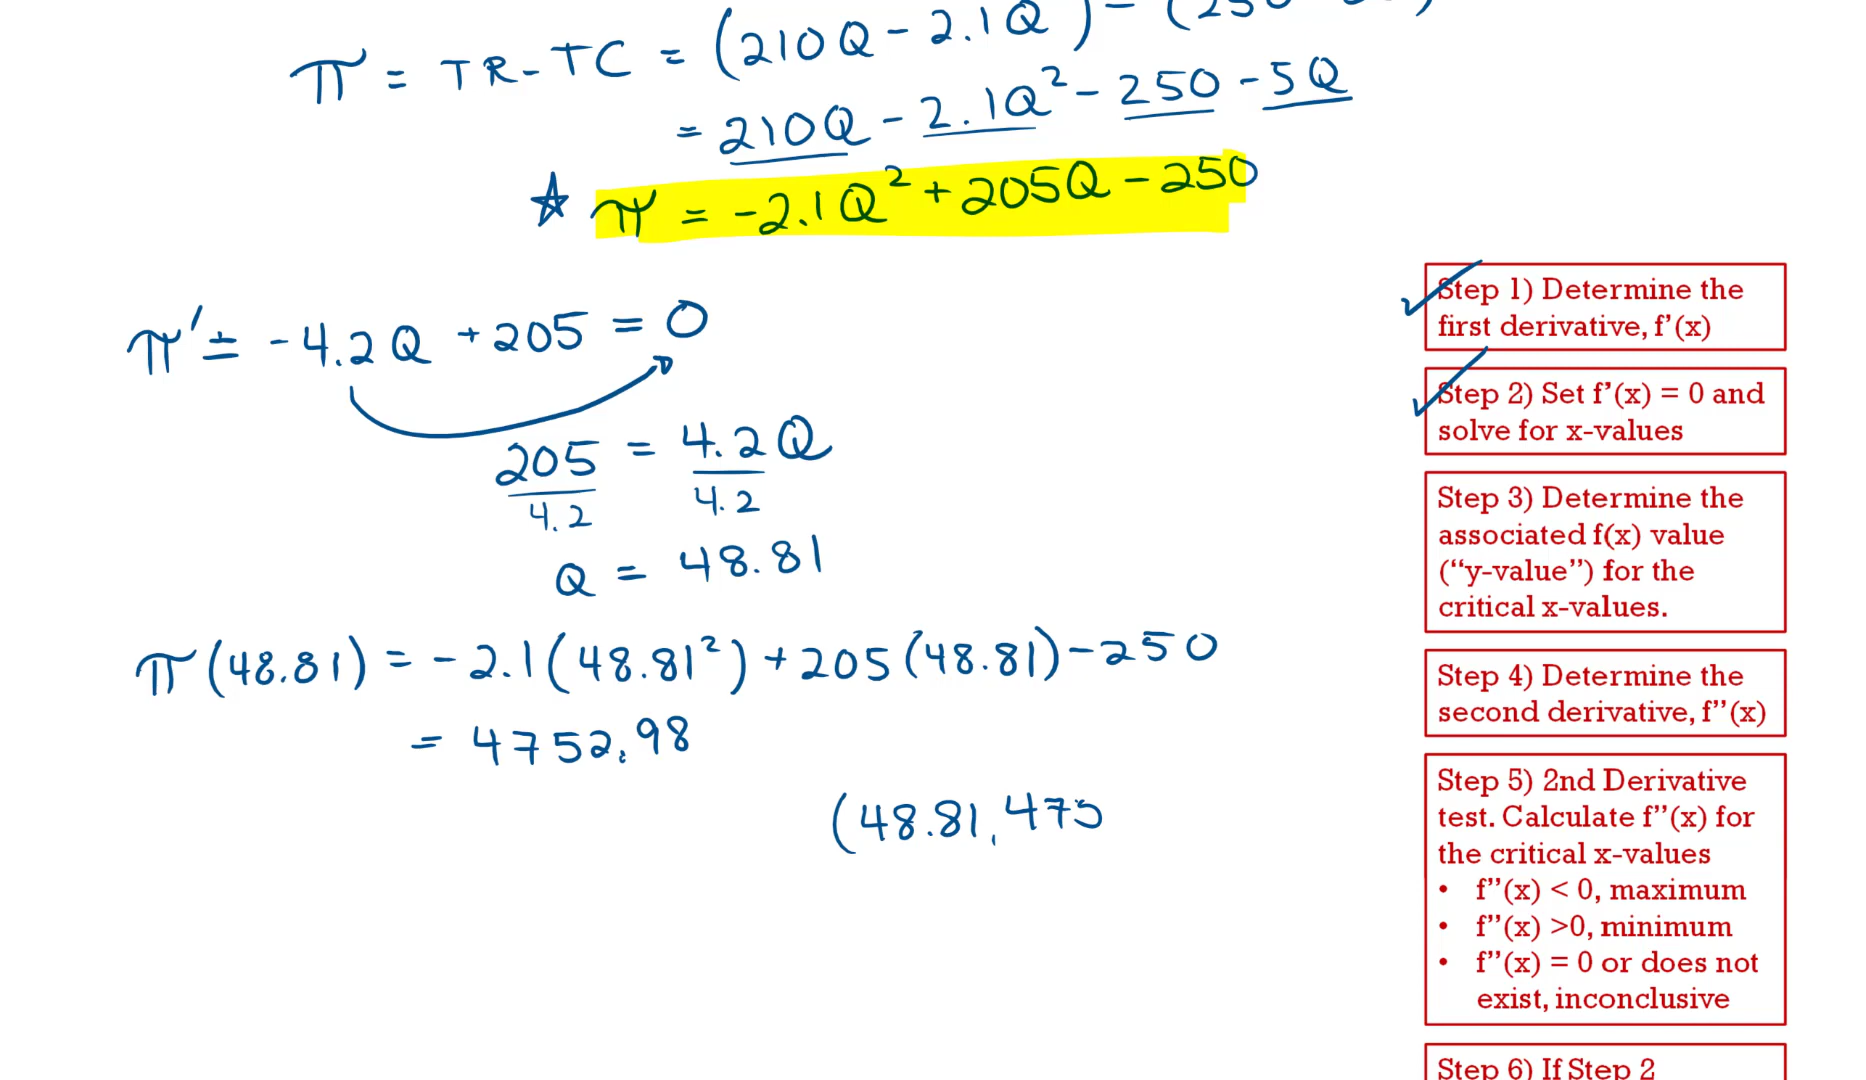 π = TR - TC = (210Q - 2.1Q ) - (250
= 210Q - 2.1Q² - 250 - 5Q
π = -2.1Q² + 205Q - 250
π' = -4.2Q + 205 = 0
205 = 4.2Q
4.2 4.2
Q = 48.81
π(48.81) = -2.1(48.81²) + 205(48.81) - 250
= 4752.98
(48.81, 475
Step 1) Determine the
first derivative, f'(x)
Step 2) Set f'(x) = 0 and
solve for x-values
Step 3) Determine the
associated f(x) value
(“y-value”) for the
critical x-values.
Step 4) Determine the
second derivative, f''(x)
Step 5) 2nd Derivative
test. Calculate f''(x) for
the critical x-values
• f''(x) < 0, maximum
• f''(x) >0, minimum
• f''(x) = 0 or does not
exist, inconclusive
Step 6) If Step 2